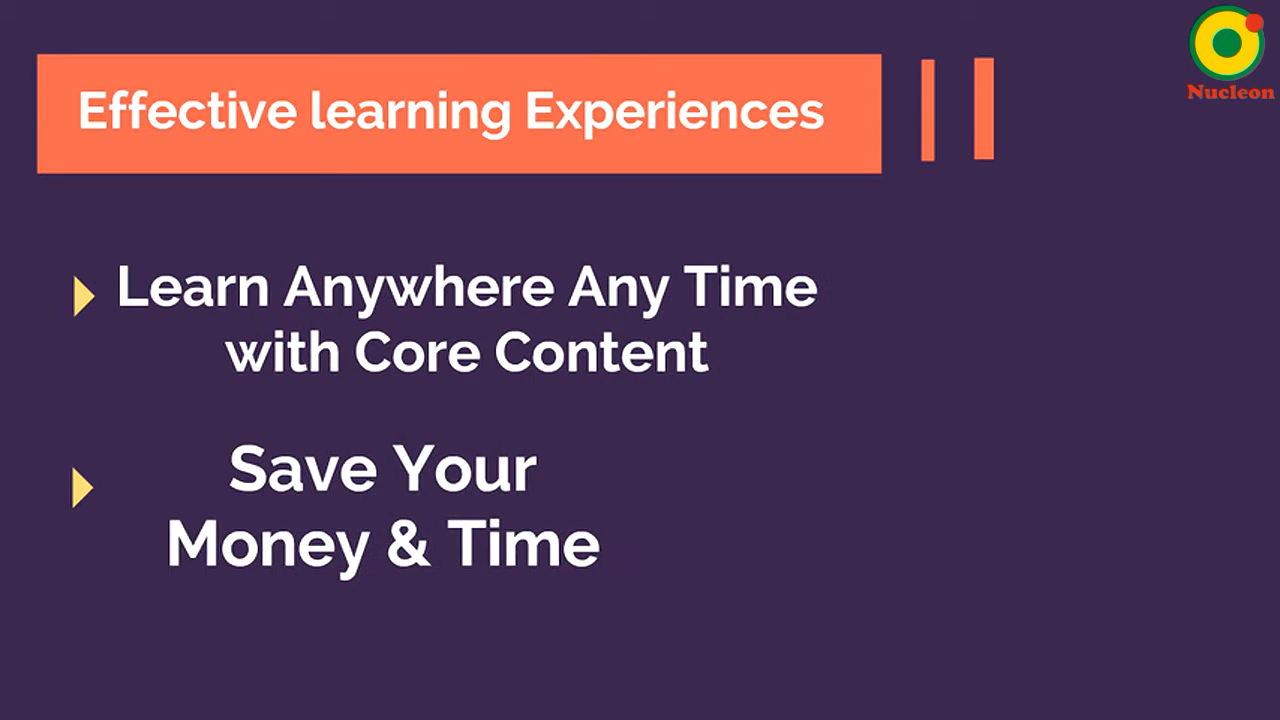 Nucleon
Effective learning Experiences
Learn Anywhere Any Time
with Core Content
Save Your
Money & Time